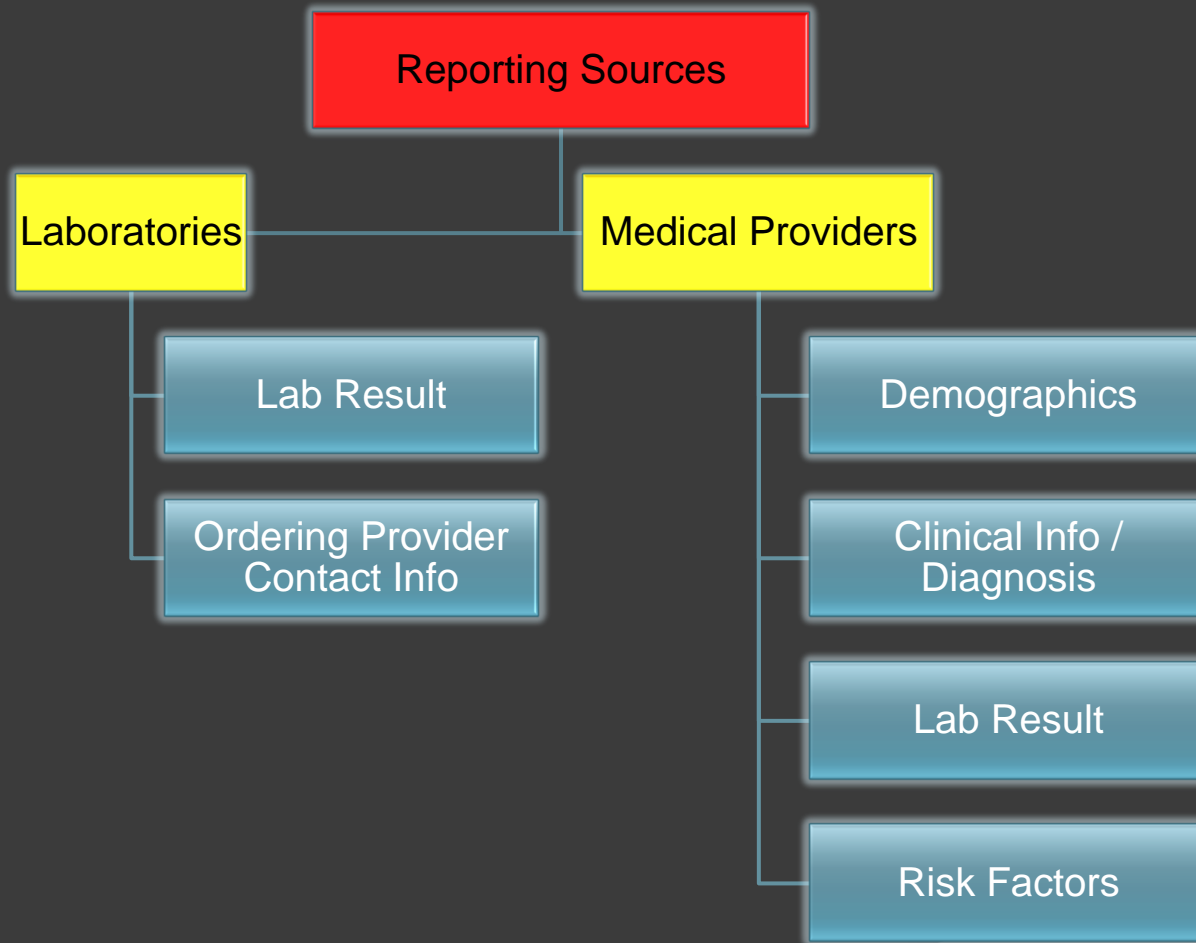 Reporting Sources
Laboratories
Medical Providers
Lab Result
Ordering Provider
Contact Info
Demographics
Clinical Info /
Diagnosis
Lab Result
Risk Factors